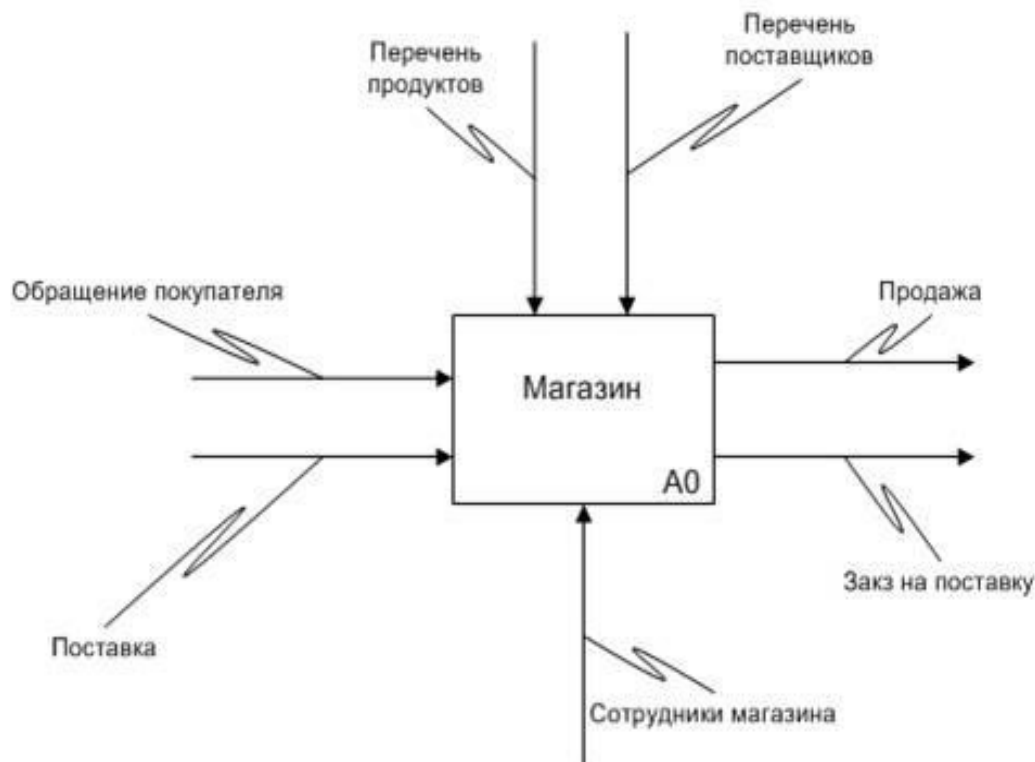 Перечень
продуктов
Перечень
поставщиков
Обращение покупателя
Продажа
Магазин
A0
Закз на поставку
Поставка
Сотрудники магазина